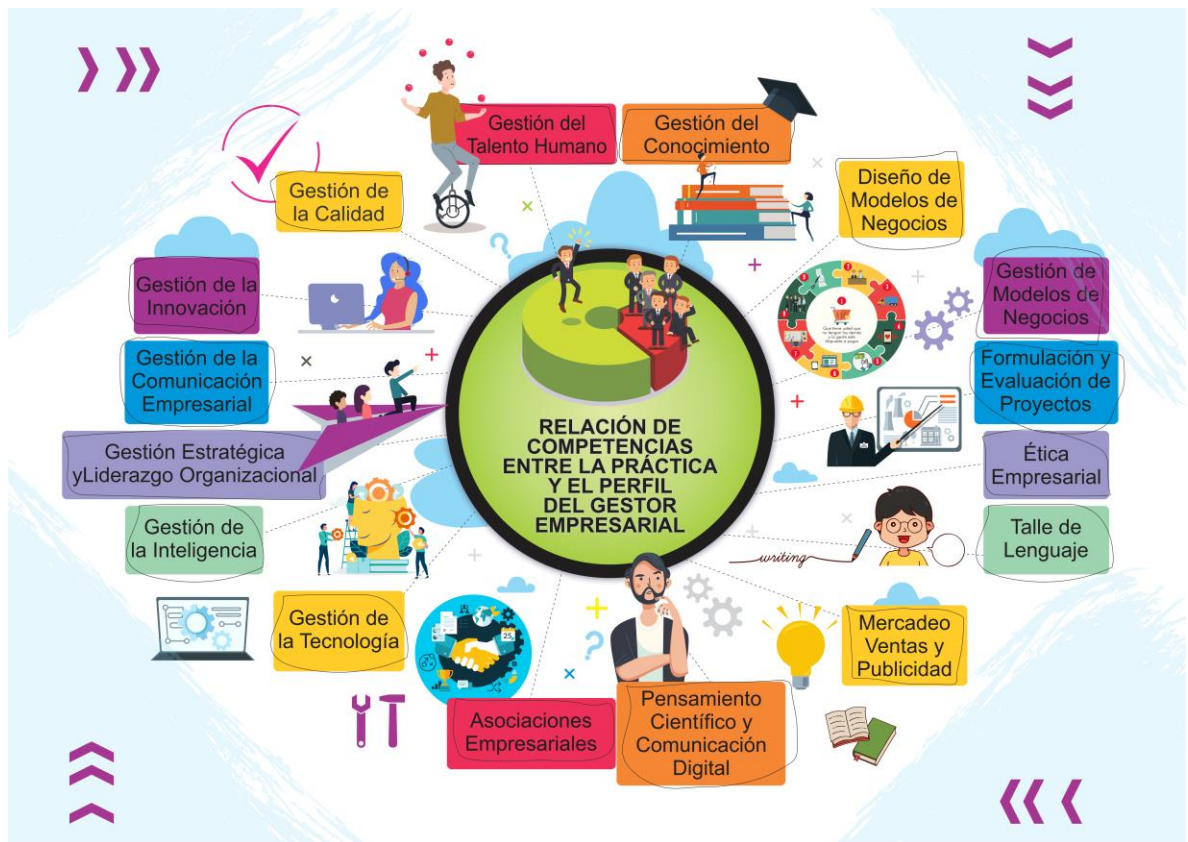 Gestión del
Talento Humano
Gestión del
Conocimiento
Gestión de
la Calidad
Diseño de
Modelos de
Negocios
Gestión de la
Innovación
Gestión de
Modelos de
Negocios
Gestión de la
Comunicación
Empresarial
Formulación y
Evaluación de
Proyectos
Gestión Estratégica
yLiderazgo Organizacional
Ética
Empresarial
Gestión de
la Inteligencia
Talle de
Lenguaje
writing
RELACIÓN DE
COMPETENCIAS
ENTRE LA PRÁCTICA
Y EL PERFIL
DEL GESTOR
EMPRESARIAL
Gestión de
la Tecnología
Mercadeo
Ventas y
Publicidad
Asociaciones
Empresariales
Pensamiento
Científico y
Comunicación
Digital
25